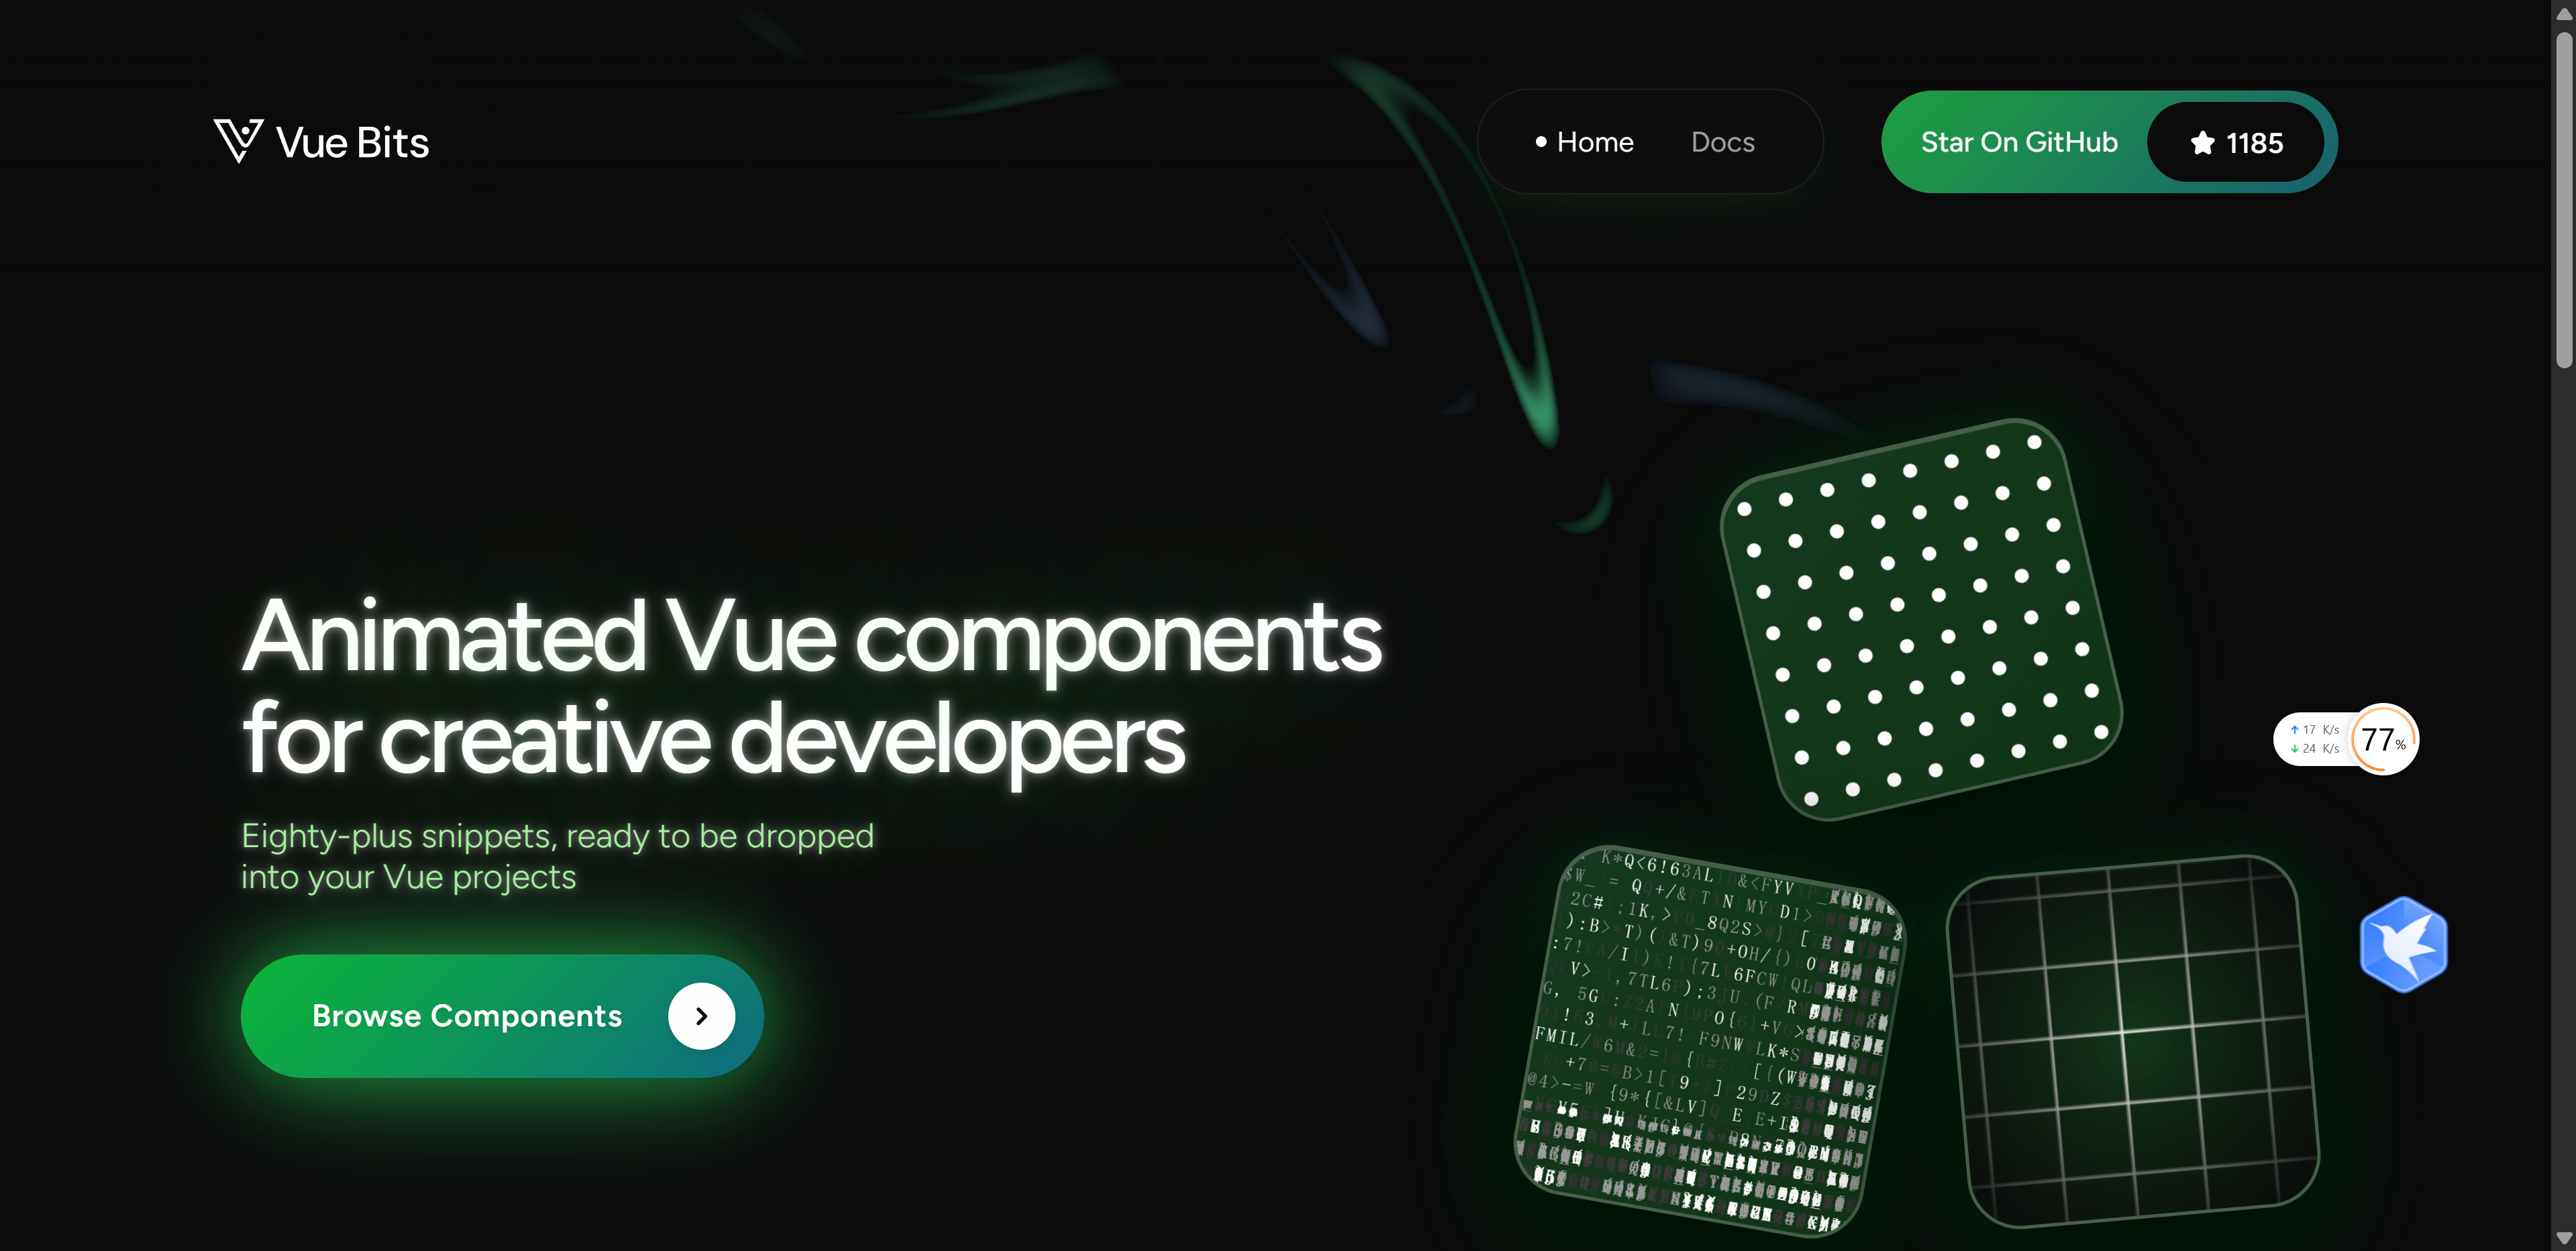 Vue Bits
Home
Docs
Star On GitHub
1185
Animated Vue components
for creative developers
Eighty-plus snippets, ready to be dropped
into your Vue projects
Browse Components
17 K/s
24 K/s
77%